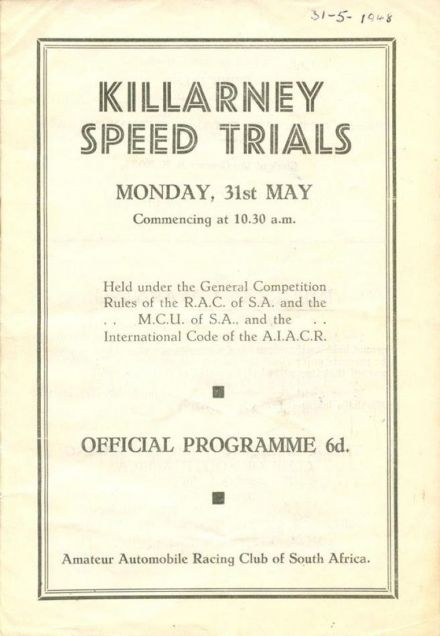 31-5-1948
KILLARNEY
SPEED TRIALS
MONDAY, 31st MAY
Commencing at 10.30 a.m.
Held under the General Competition
Rules of the R.A.C. of S.A. and the
. . M.C.U. of S.A., and the . .
International Code of the A.I.A.C.R.
OFFICIAL PROGRAMME 6d.
Amateur Automobile Racing Club of South Africa.